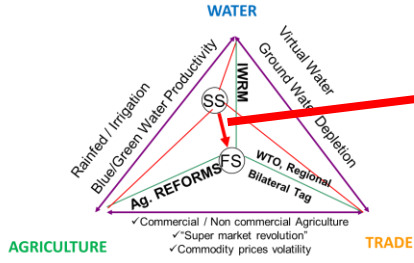 WATER
Rainfed / Irrigation
Blue/Green Water Productivity
Virtual Water
Ground Water Depletion
IWRM
SS
FS
Ag. REFORMS
WTO, Regional
Bilateral Tag
✓Commercial / Non commercial Agriculture
✓"Super market revolution"
✓Commodity prices volatility
AGRICULTURE
TRADE